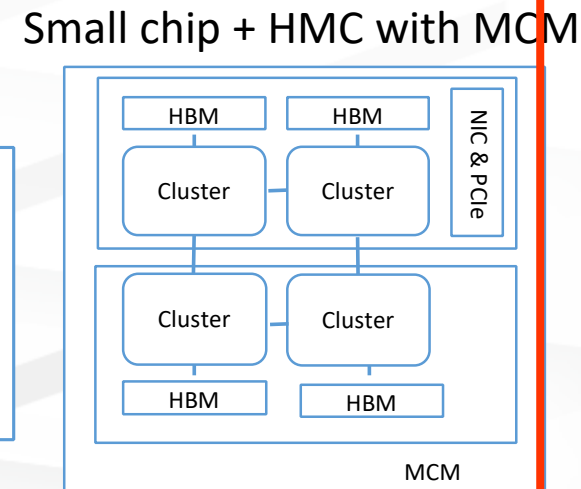 Small chip + HMC with MCM
HBM HBM
NIC & PCIe
Cluster Cluster
Cluster Cluster
HBM HBM
MCM